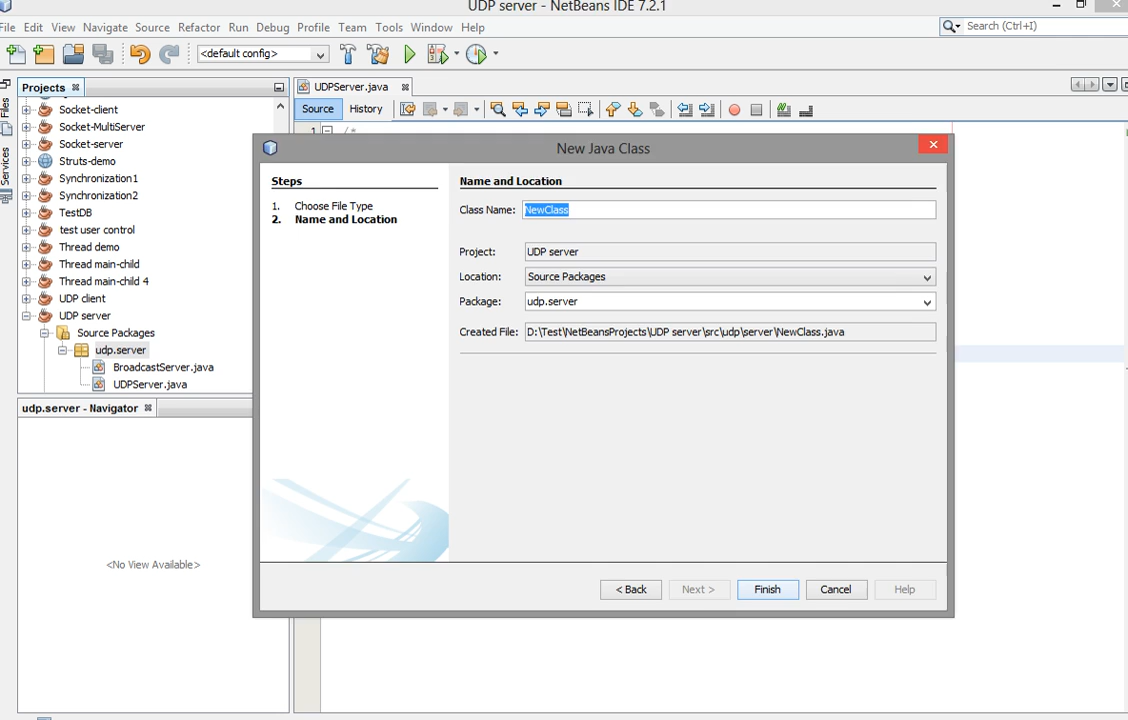 UDP server - NetBeans IDE 7.2.1
File Edit View Navigate Source Refactor Run Debug Profile Team Tools Window Help
Search (Ctrl+I)
<default config>
Projects
UDPServer.java
Files
Services
Source History
Socket-client
Socket-MultiServer
Socket-server
Struts-demo
Synchronization1
Synchronization2
TestDB
test user control
Thread demo
Thread main-child
Thread main-child 4
UDP client
UDP server
Source Packages
udp.server
BroadcastServer.java
UDPServer.java
udp.server - Navigator
<No View Available>
1 /*
New Java Class
Steps
1. Choose File Type
2. Name and Location
Name and Location
Class Name: NewClass
Project: UDP server
Location: Source Packages
Package: udp.server
Created File: D:\Test\NetBeansProjects\UDP server\src\udp\server\NewClass.java
< Back Next > Finish Cancel Help